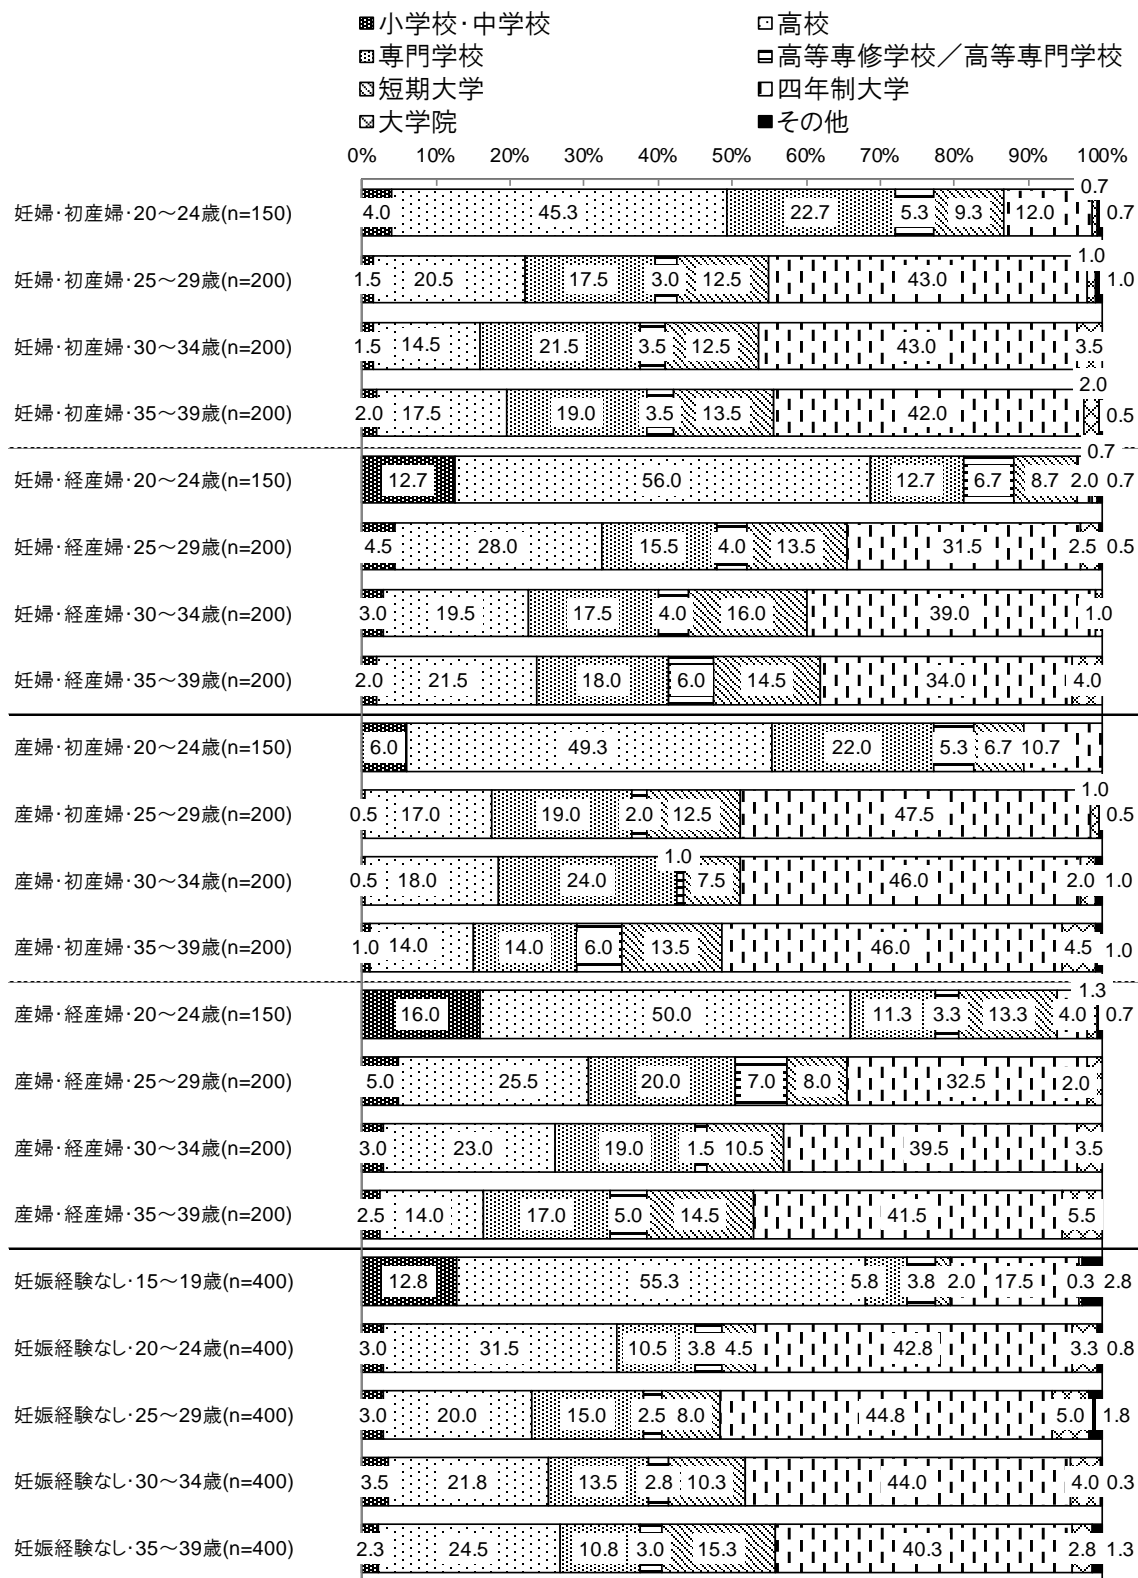 小学校・中学校 高校
専門学校 高等専修学校／高等専門学校
短期大学 四年制大学
大学院 その他
0% 10% 20% 30% 40% 50% 60% 70% 80% 90% 100%
0.7
妊婦・初産婦・20～24歳(n=150) 4.0 45.3 22.7 5.3 9.3 12.0 0.7
1.0
妊婦・初産婦・25～29歳(n=200) 1.5 20.5 17.5 3.0 12.5 43.0 1.0
妊婦・初産婦・30～34歳(n=200) 1.5 14.5 21.5 3.5 12.5 43.0 3.5
2.0
妊婦・初産婦・35～39歳(n=200) 2.0 17.5 19.0 3.5 13.5 42.0 0.5
0.7
妊婦・経産婦・20～24歳(n=150) 12.7 56.0 12.7 6.7 8.7 2.0 0.7
妊婦・経産婦・25～29歳(n=200) 4.5 28.0 15.5 4.0 13.5 31.5 2.5 0.5
妊婦・経産婦・30～34歳(n=200) 3.0 19.5 17.5 4.0 16.0 39.0 1.0
妊婦・経産婦・35～39歳(n=200) 2.0 21.5 18.0 6.0 14.5 34.0 4.0
産婦・初産婦・20～24歳(n=150) 6.0 49.3 22.0 5.3 6.7 10.7
1.0
産婦・初産婦・25～29歳(n=200) 0.5 17.0 19.0 2.0 12.5 47.5 0.5
1.0
産婦・初産婦・30～34歳(n=200) 0.5 18.0 24.0 7.5 46.0 2.0 1.0
産婦・初産婦・35～39歳(n=200) 1.0 14.0 14.0 6.0 13.5 46.0 4.5 1.0
1.3
産婦・経産婦・20～24歳(n=150) 16.0 50.0 11.3 3.3 13.3 4.0 0.7
産婦・経産婦・25～29歳(n=200) 5.0 25.5 20.0 7.0 8.0 32.5 2.0
産婦・経産婦・30～34歳(n=200) 3.0 23.0 19.0 1.5 10.5 39.5 3.5
産婦・経産婦・35～39歳(n=200) 2.5 14.0 17.0 5.0 14.5 41.5 5.5
妊娠経験なし・15～19歳(n=400) 12.8 55.3 5.8 3.8 2.0 17.5 0.3 2.8
妊娠経験なし・20～24歳(n=400) 3.0 31.5 10.5 3.8 4.5 42.8 3.3 0.8
妊娠経験なし・25～29歳(n=400) 3.0 20.0 15.0 2.5 8.0 44.8 5.0 1.8
妊娠経験なし・30～34歳(n=400) 3.5 21.8 13.5 2.8 10.3 44.0 4.0 0.3
妊娠経験なし・35～39歳(n=400) 2.3 24.5 10.8 3.0 15.3 40.3 2.8 1.3